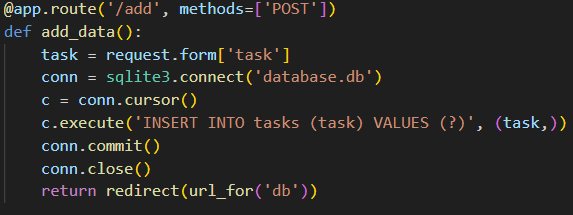 @app.route('/add', methods=['POST'])
def add_data():
    task = request.form['task']
    conn = sqlite3.connect('database.db')
    c = conn.cursor()
    c.execute('INSERT INTO tasks (task) VALUES (?)', (task,))
    conn.commit()
    conn.close()
    return redirect(url_for('db'))